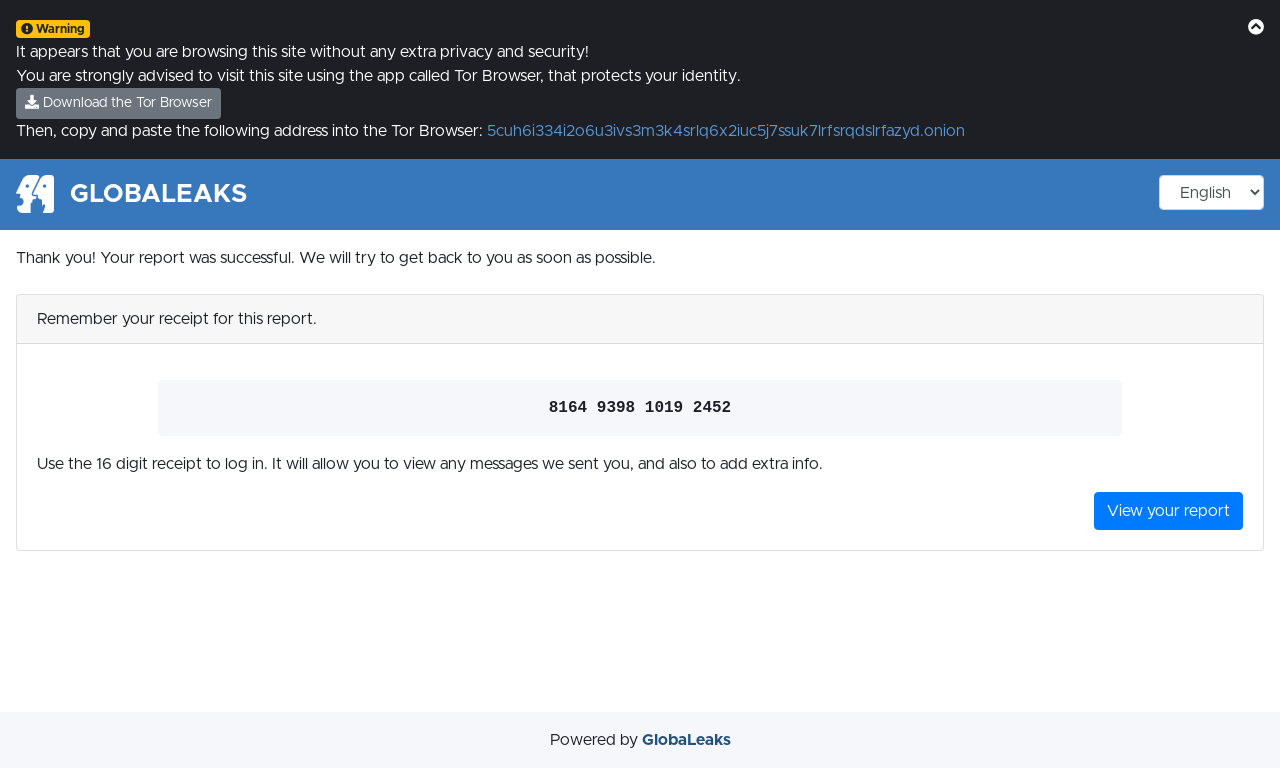 Warning
It appears that you are browsing this site without any extra privacy and security!
You are strongly advised to visit this site using the app called Tor Browser, that protects your identity.
Download the Tor Browser
Then, copy and paste the following address into the Tor Browser: 5cuh6i334i2o6u3ivs3m3k4srlq6x2iuc5j7ssuk7lrfsrqdslrfazyd.onion
GLOBALEAKS
English
Thank you! Your report was successful. We will try to get back to you as soon as possible.
Remember your receipt for this report.
8164 9398 1019 2452
Use the 16 digit receipt to log in. It will allow you to view any messages we sent you, and also to add extra info.
View your report
Powered by GlobaLeaks